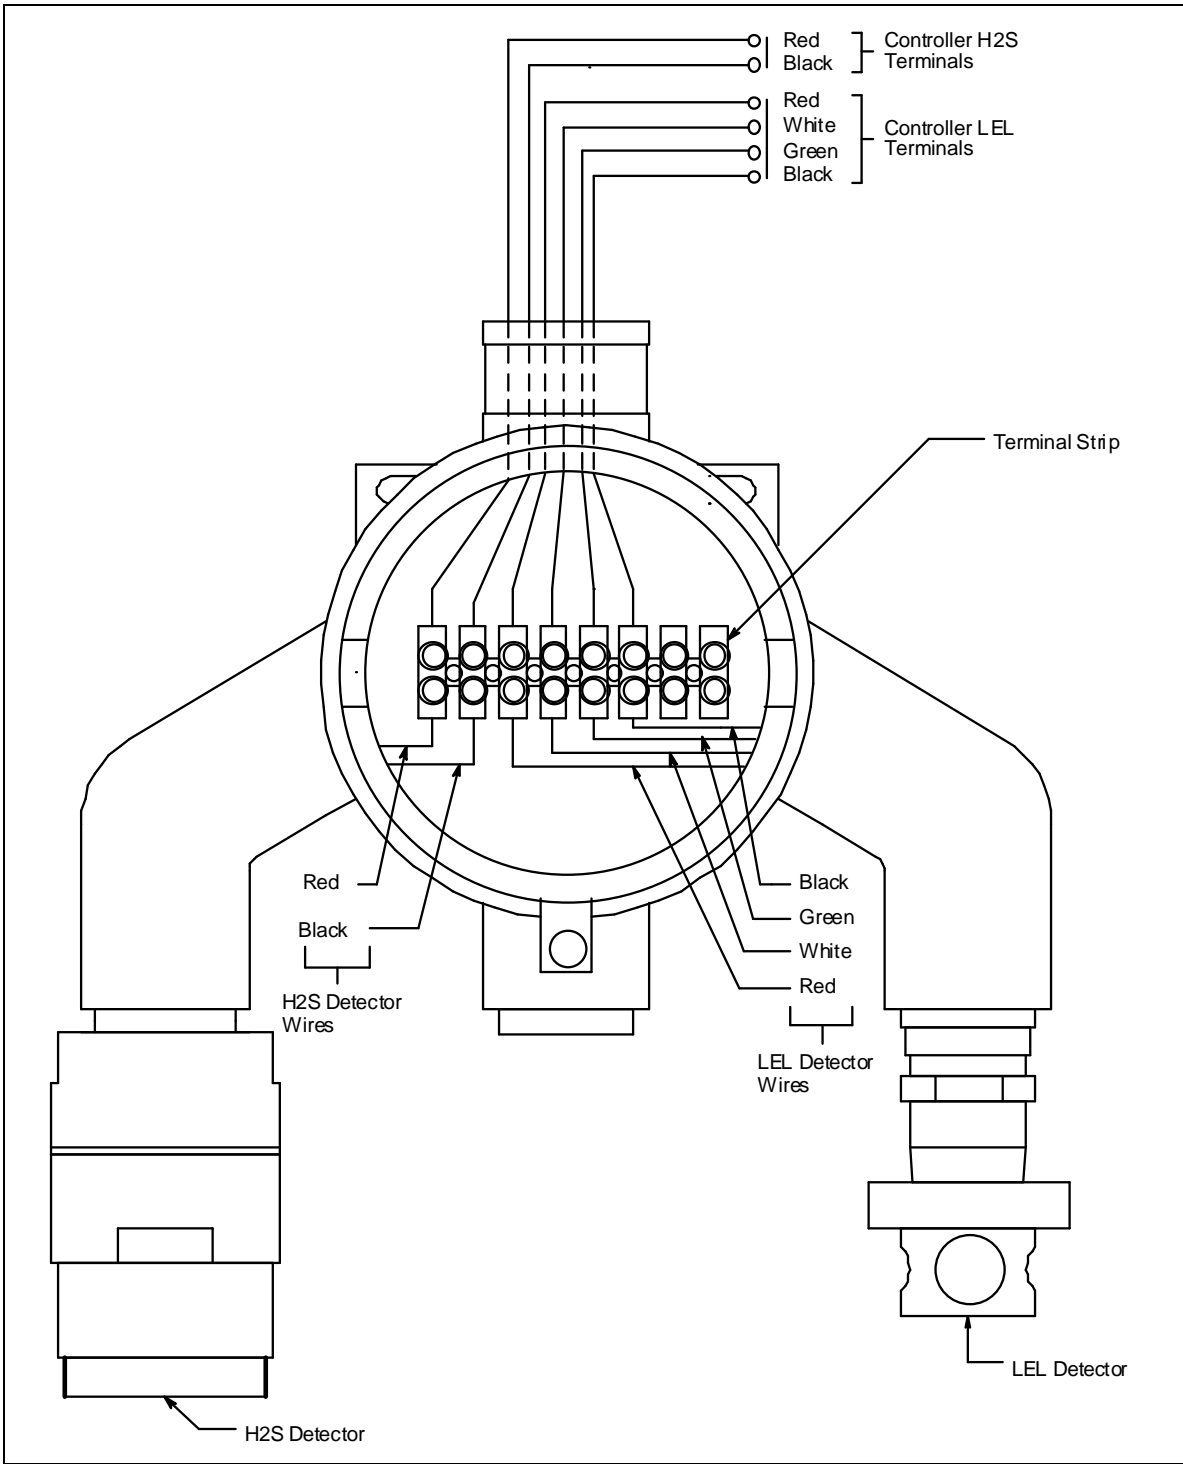 Red
Black
Controller H2S
Terminals
Red
White
Green
Black
Controller LEL
Terminals
Terminal Strip
Red
Black
H2S Detector
Wires
Black
Green
White
Red
LEL Detector
Wires
LEL Detector
H2S Detector